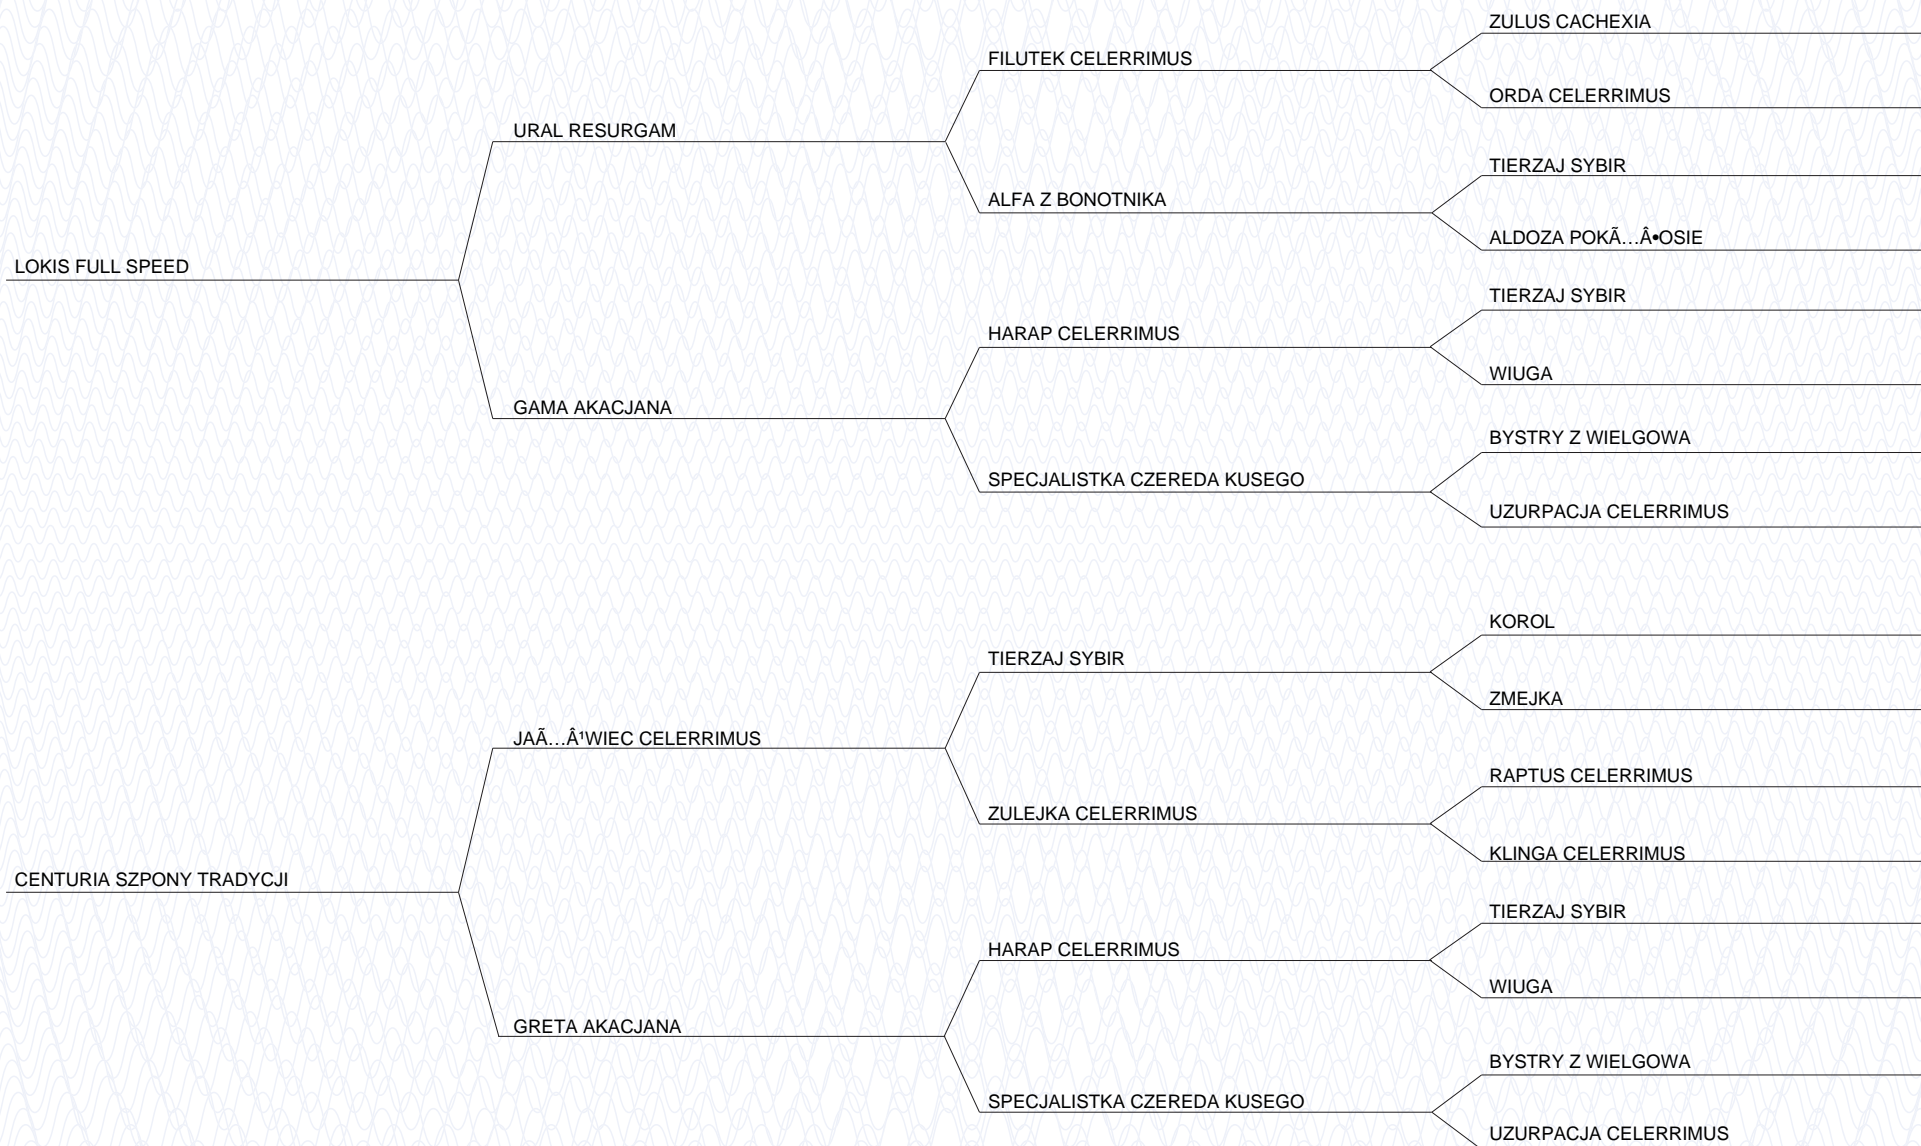 ZULUS CACHEXIA
FILUTEK CELERRIMUS
ORDA CELERRIMUS
URAL RESURGAM
TIERZAJ SYBIR
ALFA Z BONOTNIKA
ALDOZA POKÃ…Â•OSIE
LOKIS FULL SPEED
TIERZAJ SYBIR
HARAP CELERRIMUS
WIUGA
GAMA AKACJANA
BYSTRY Z WIELGOWA
SPECJALISTKA CZEREDA KUSEGO
UZURPACJA CELERRIMUS
KOROL
TIERZAJ SYBIR
ZMEJKA
JAÃ…Â¹WIEC CELERRIMUS
RAPTUS CELERRIMUS
ZULEJKA CELERRIMUS
KLINGA CELERRIMUS
CENTURIA SZPONY TRADYCJI
TIERZAJ SYBIR
HARAP CELERRIMUS
WIUGA
GRETA AKACJANA
BYSTRY Z WIELGOWA
SPECJALISTKA CZEREDA KUSEGO
UZURPACJA CELERRIMUS